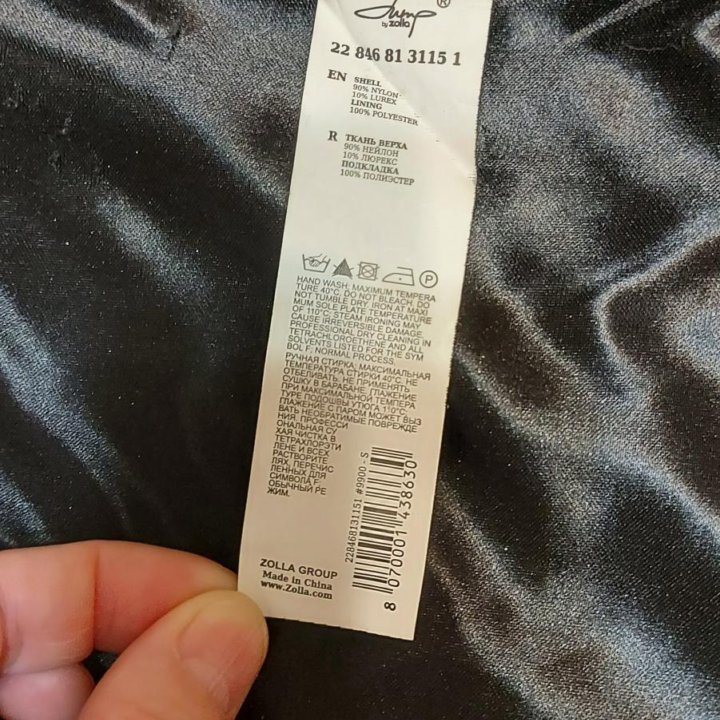 Jump ®
by zolla
22 846 81 3115 1
EN SHELL
90% NYLON
10% LUREX
LINING
100% POLYESTER
R ТКАНЬ ВЕРХА
90% НЕЙЛОН
10% ЛЮРЕКС
ПОДКЛАДКА
100% ПОЛИЭСТЕР
P
HAND WASH, MAXIMUM TEMPERA
TURE 40°C. DO NOT BLEACH. DO
NOT TUMBLE DRY. IRON AT MAXI
MUM SOLE PLATE TEMPERATURE
OF 110°C; STEAM IRONING MAY
CAUSE IRREVERSIBLE DAMAGE.
PROFESSIONAL DRY CLEANING IN
TETRACHLOROETHENE AND ALL
SOLVENTS LISTED FOR THE SYM
BOL F, NORMAL PROCESS.
РУЧНАЯ СТИРКА; МАКСИМАЛЬНАЯ
ТЕМПЕРАТУРА СТИРКИ 40°C. НЕ
ОТБЕЛИВАТЬ. НЕ ПРИМЕНЯТЬ
СУШКУ В БАРАБАНЕ. ГЛАЖЕНИЕ
ПРИ МАКСИМАЛЬНОЙ ТЕМПЕРА
ТУРЕ ПОДОШВЫ УТЮГА 110°C,
ГЛАЖЕНИЕ С ПАРОМ МОЖЕТ ВЫЗ
ВАТЬ НЕОБРАТИМЫЕ ПОВРЕЖДЕ
НИЯ. ПРОФЕССИ
ОНАЛЬНАЯ СУ
ХАЯ ЧИСТКА В
ТЕТРАХЛОРЭТИ
ЛЕНЕ И ВСЕХ
РАСТВОРИТЕ
ЛЯХ, ПЕРЕЧИС
ЛЕННЫХ ДЛЯ
СИМВОЛА F,
ОБЫЧНЫЙ РЕ
ЖИМ.
228468131151 #9900 - S
8 070001 438630
ZOLLA GROUP
Made in China
www.Zolla.com